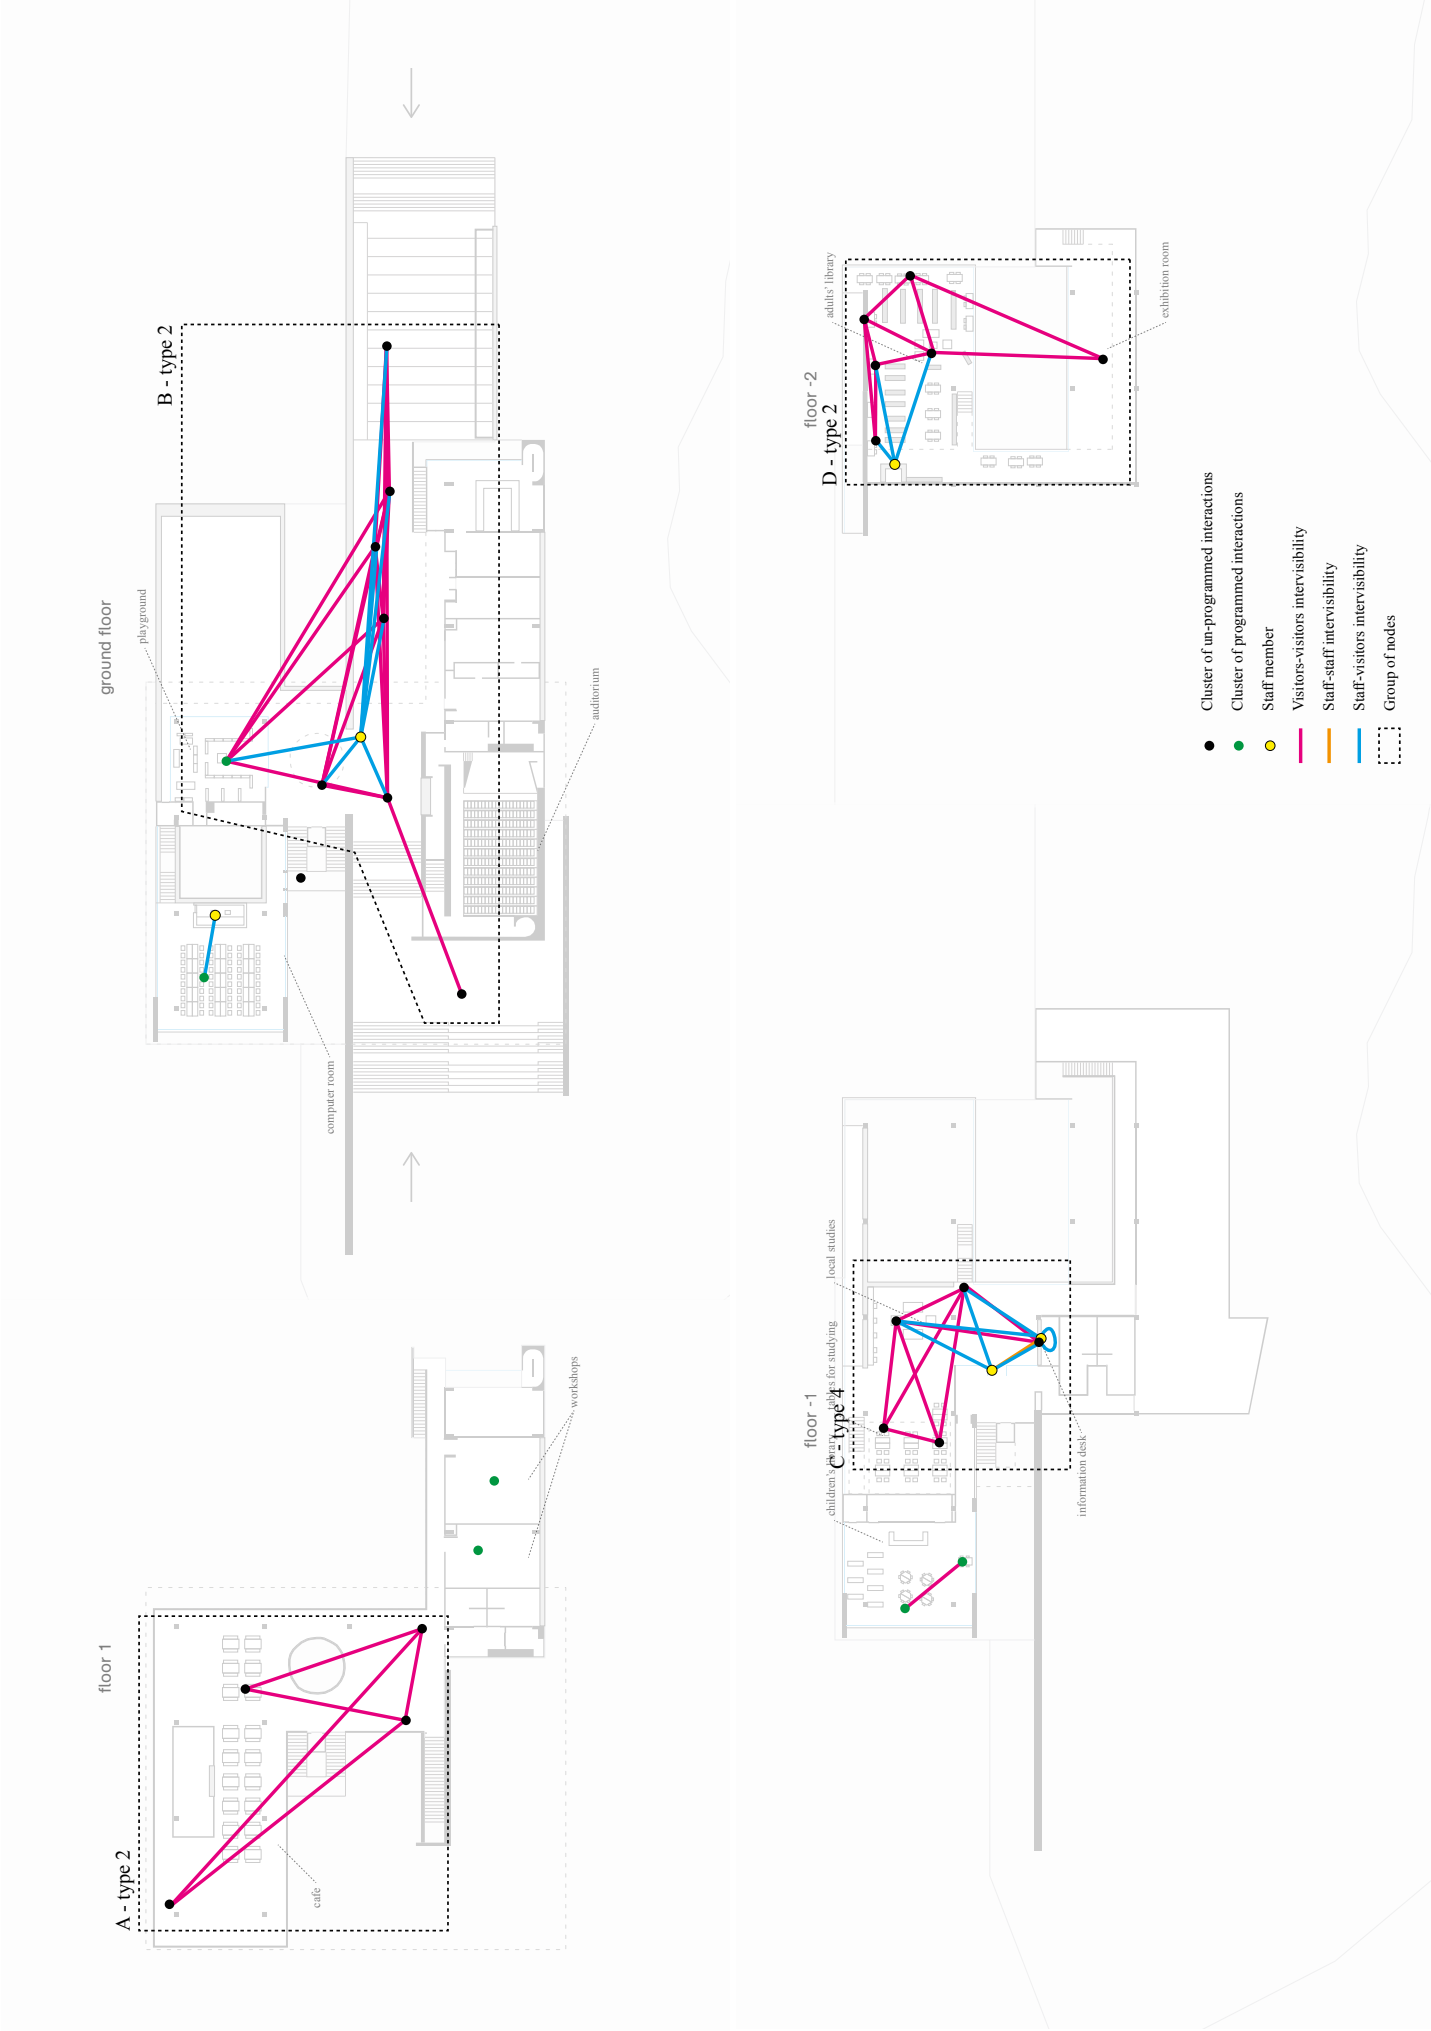 floor 1
A - type 2
cafe
workshops
ground floor
B - type 2
playground
computer room
auditorium
floor -1
C - type 4
children's library
tables for studying
local studies
information desk
floor -2
D - type 2
adults' library
exhibition room
Cluster of un-programmed interactions
Cluster of programmed interactions
Staff member
Visitors-visitors intervisibility
Staff-staff intervisibility
Staff-visitors intervisibility
Group of nodes